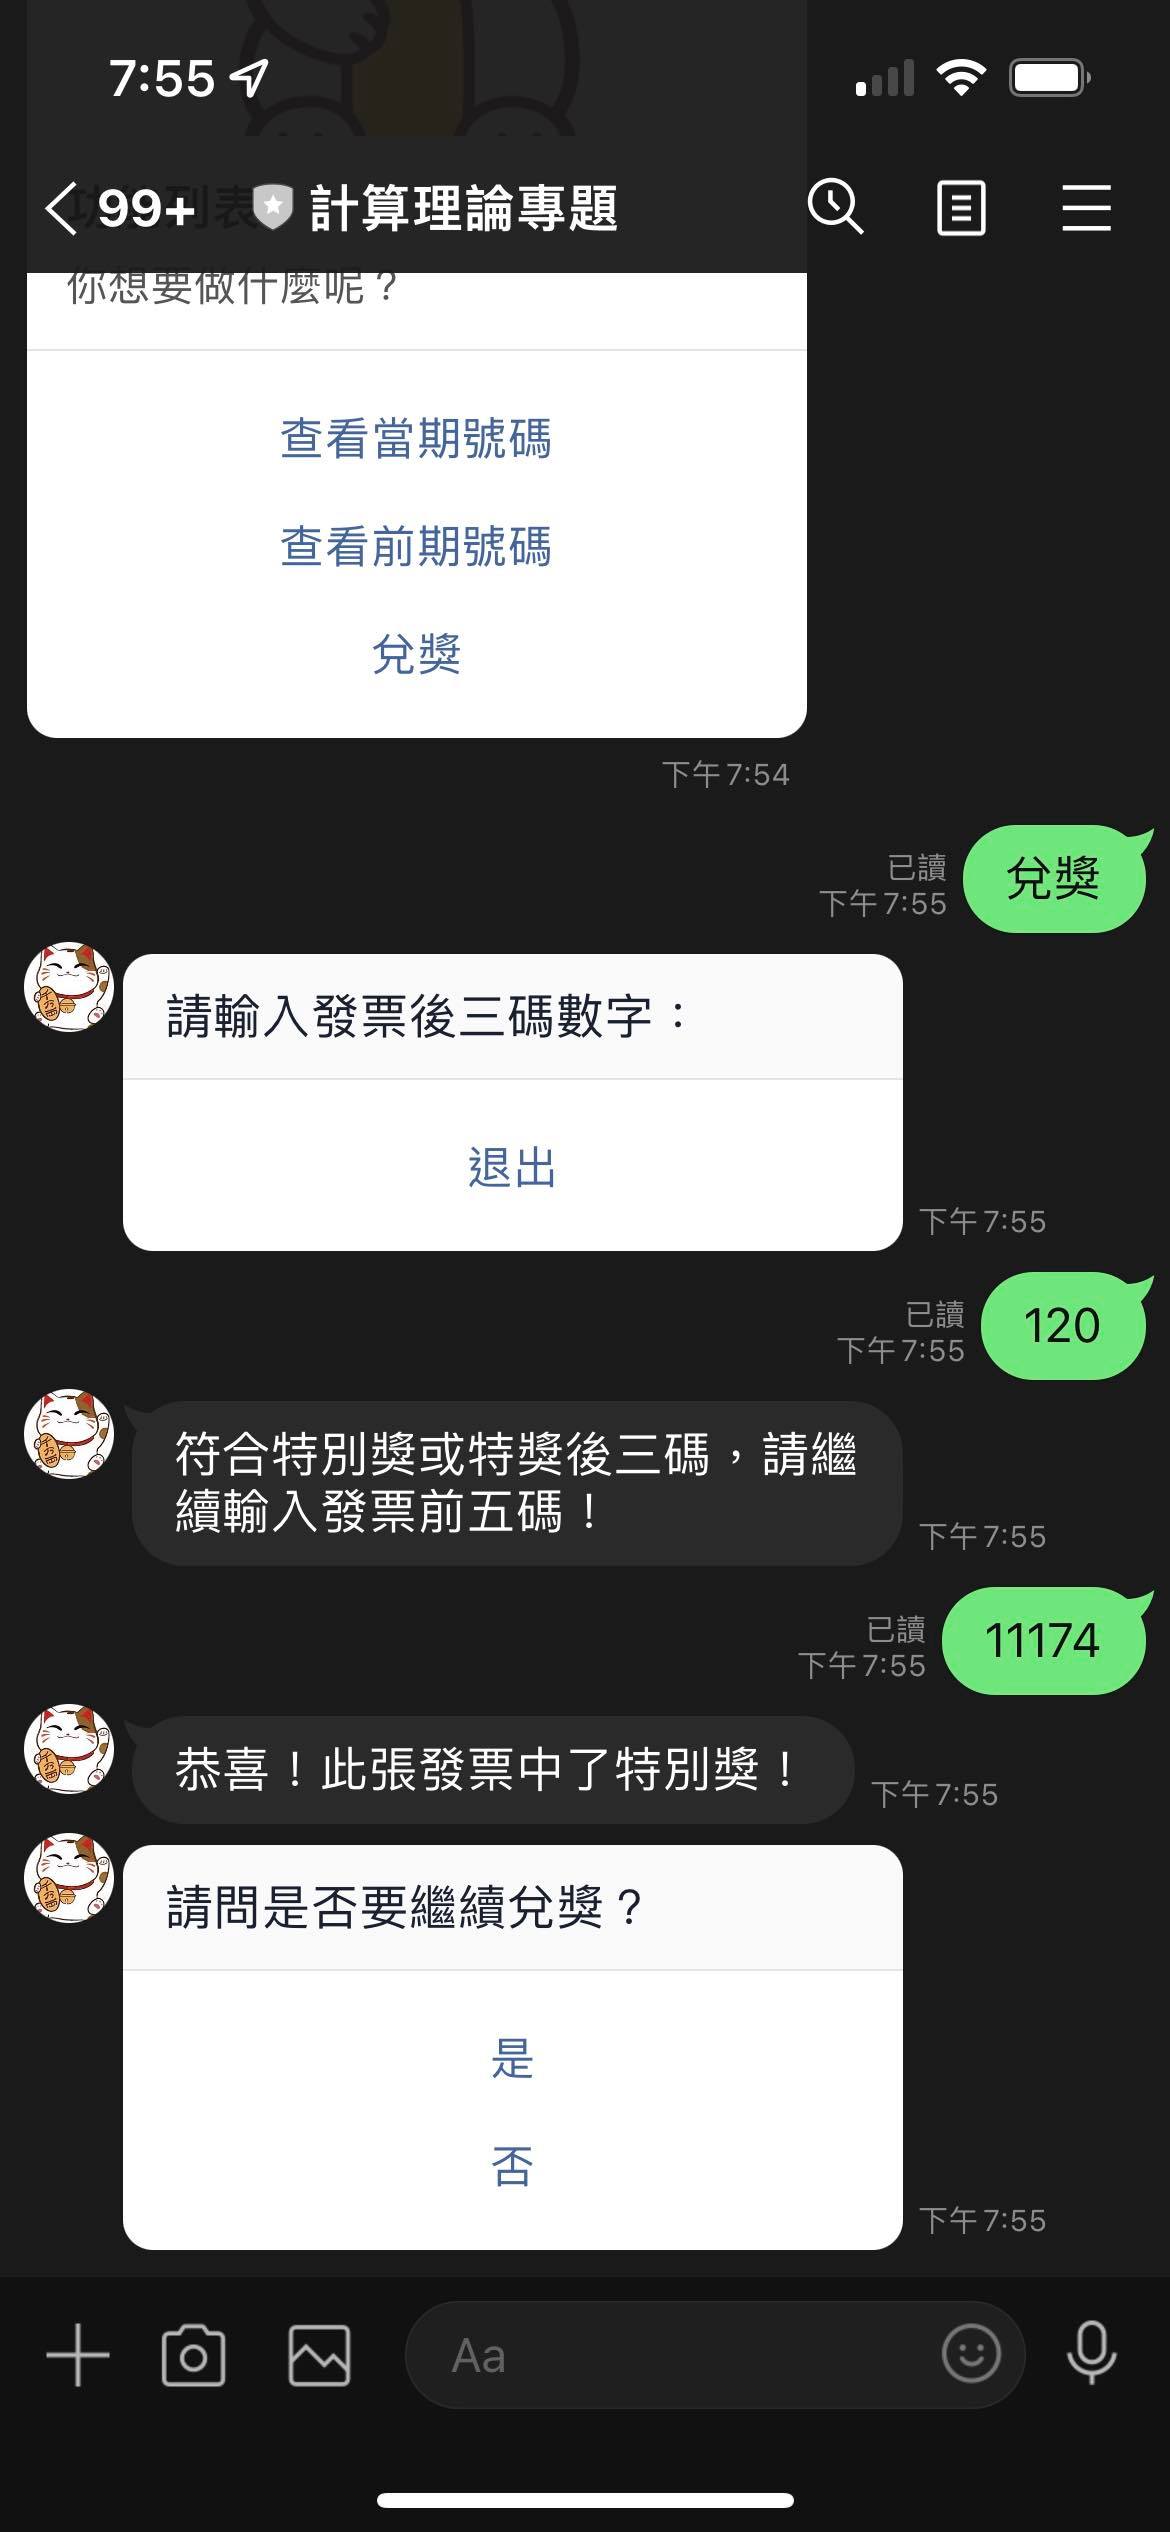 7:55
99+
計算理論專題
你想要做什麼呢？
查看當期號碼
查看前期號碼
兌獎
下午 7:54
已讀
下午 7:55
兌獎
請輸入發票後三碼數字：
退出
下午 7:55
已讀
下午 7:55
120
符合特別獎或特獎後三碼，請繼
續輸入發票前五碼！
下午 7:55
已讀
下午 7:55
11174
恭喜！此張發票中了特別獎！
下午 7:55
請問是否要繼續兌獎？
是
否
下午 7:55
Aa